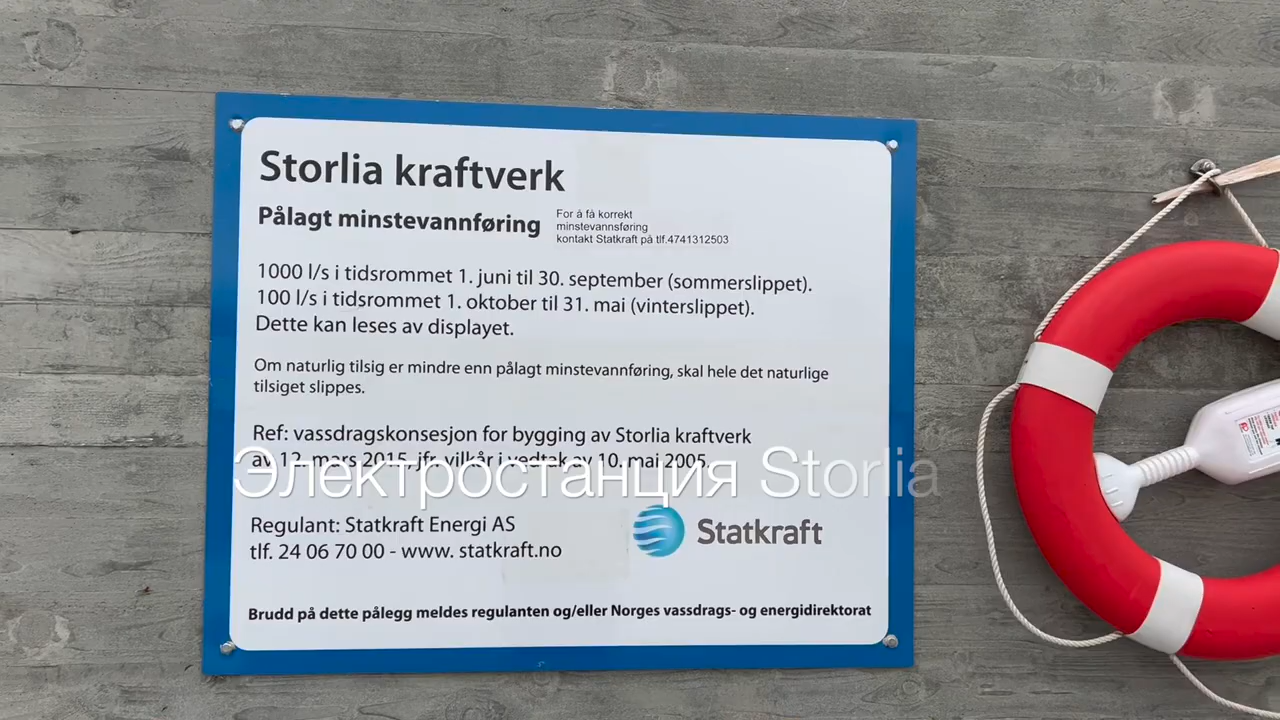 Storlia kraftverk
Pålagt minstevannføring
For å få korrekt
minstevannsføring
kontakt Statkraft på tlf.4741312503
1000 l/s i tidsrommet 1. juni til 30. september (sommerslippet).
100 l/s i tidsrommet 1. oktober til 31. mai (vinterslippet).
Dette kan leses av displayet.
Om naturlig tilsig er mindre enn pålagt minstevannføring, skal hele det naturlige
tilsiget slippes.
Ref: vassdragskonsesjon for bygging av Storlia kraftverk
av 12. mars 2015, jfr. vilkår i vedtak av 10. mai 2005.
Электростанция Storlia
Regulant: Statkraft Energi AS
tlf. 24 06 70 00 - www. statkraft.no
Statkraft
Brudd på dette pålegg meldes regulanten og/eller Norges vassdrags- og energidirektorat